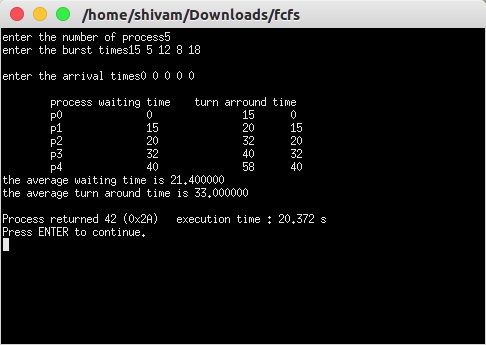 /home/shivam/Downloads/fcfs
enter the number of process5
enter the burst times15 5 12 8 18
enter the arrival times0 0 0 0 0
process waiting time turn arround time
p0 0 15 0
p1 15 20 15
p2 20 32 20
p3 32 40 32
p4 40 58 40
the average waiting time is 21.400000
the average turn around time is 33.000000
Process returned 42 (0x2A) execution time : 20.372 s
Press ENTER to continue.